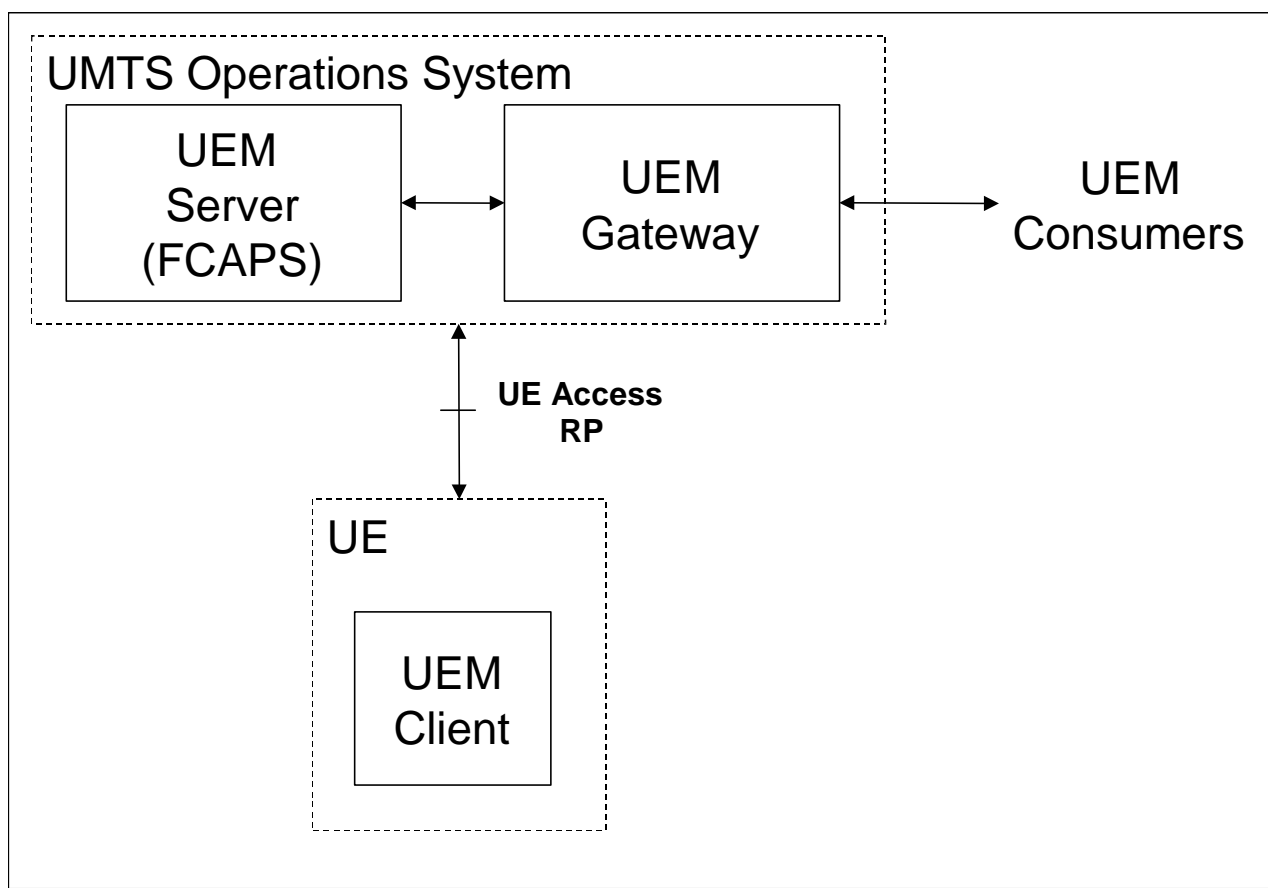 UMTS Operations System
UEM
Server
(FCAPS)
UEM
Gateway
UEM
Consumers
UE Access
RP
UE
UEM
Client